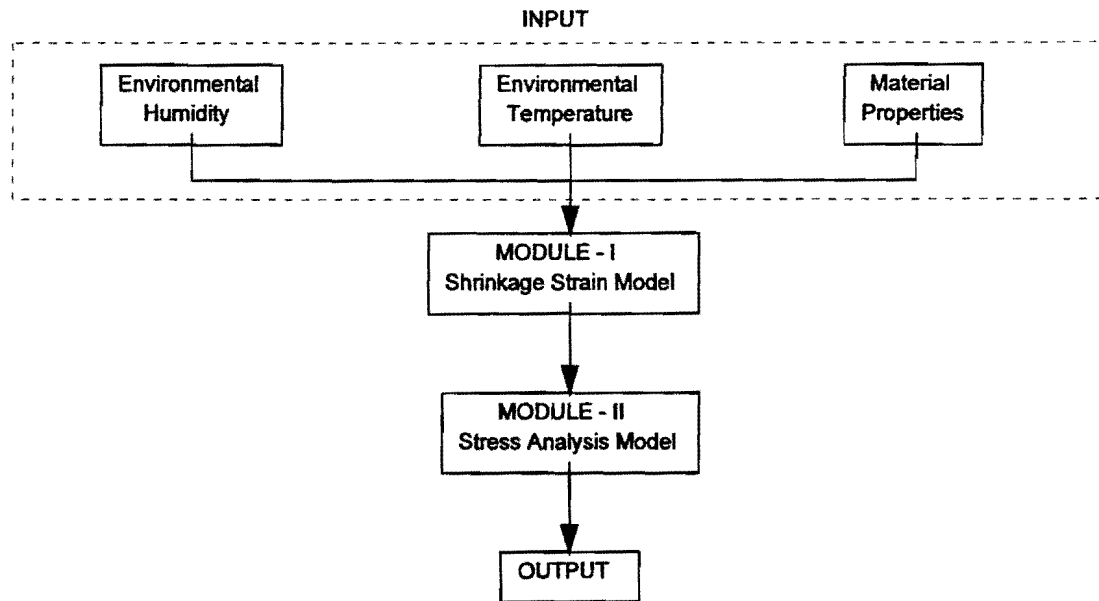 INPUT
Environmental
Humidity
Environmental
Temperature
Material
Properties
MODULE - I
Shrinkage Strain Model
MODULE - II
Stress Analysis Model
OUTPUT